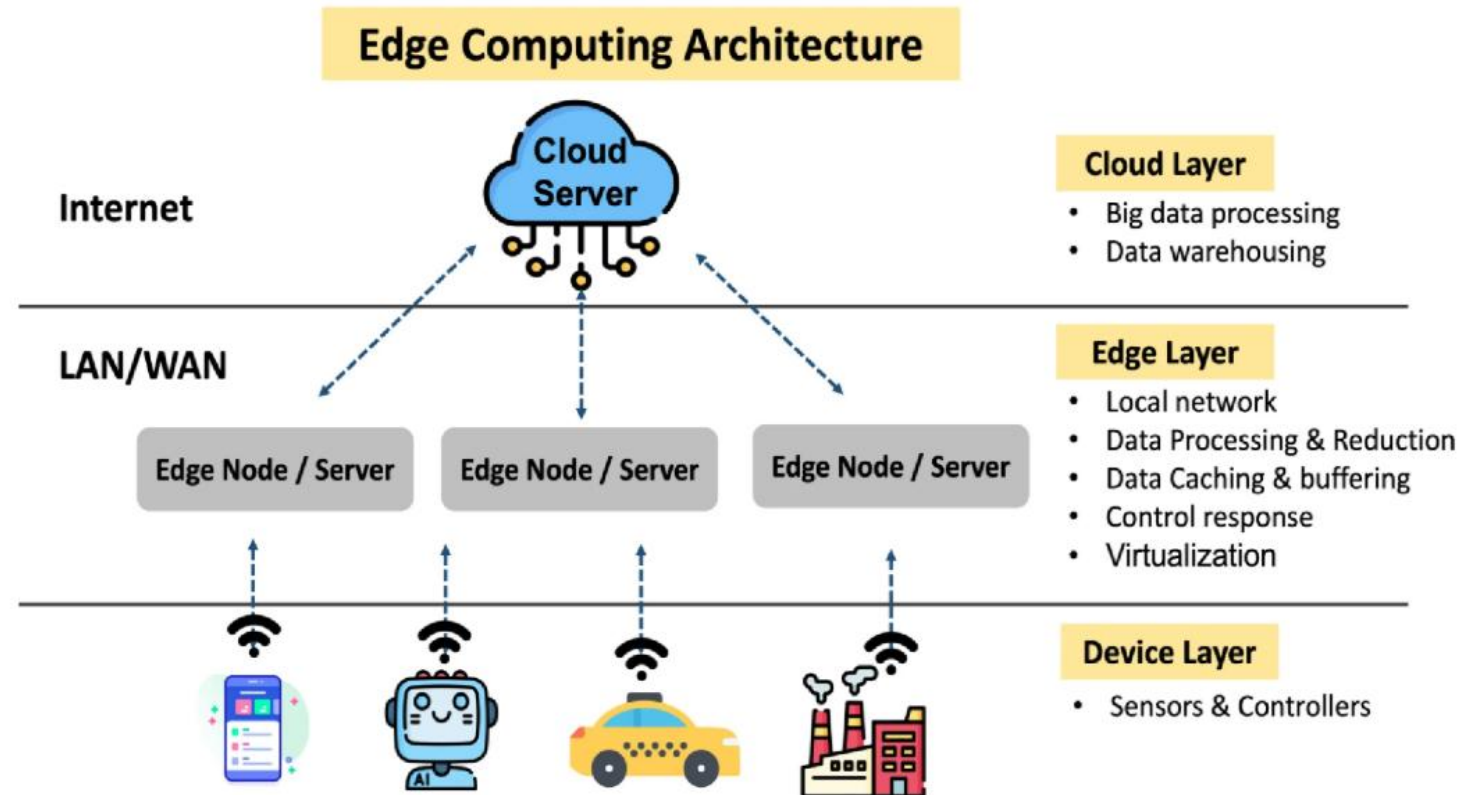 Edge Computing Architecture
Cloud
Server
Internet
Cloud Layer
• Big data processing
• Data warehousing
LAN/WAN
Edge Layer
• Local network
• Data Processing & Reduction
• Data Caching & buffering
• Control response
• Virtualization
Edge Node / Server
Edge Node / Server
Edge Node / Server
Device Layer
• Sensors & Controllers
AI